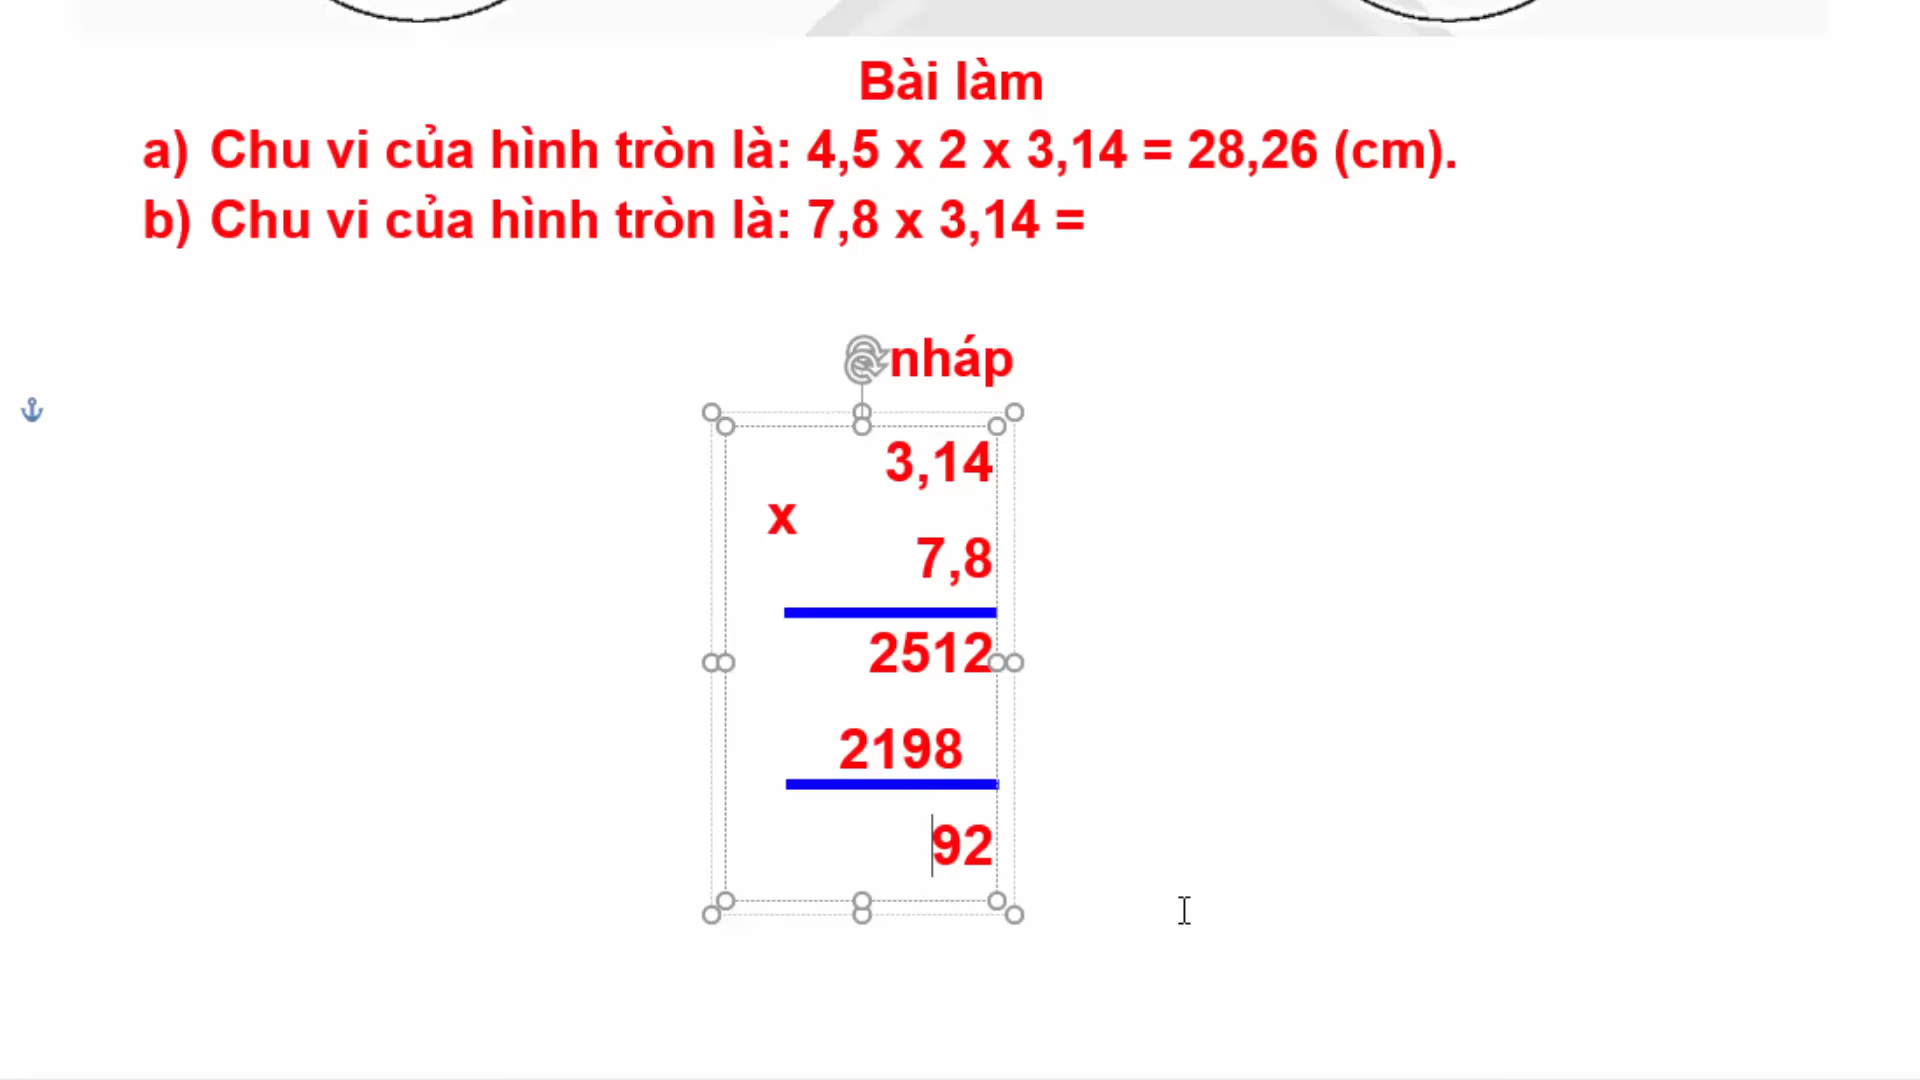 Bài làm
a) Chu vi của hình tròn là: 4,5 x 2 x 3,14 = 28,26 (cm).
b) Chu vi của hình tròn là: 7,8 x 3,14 =
nháp
3,14
x
7,8
2512
2198
92